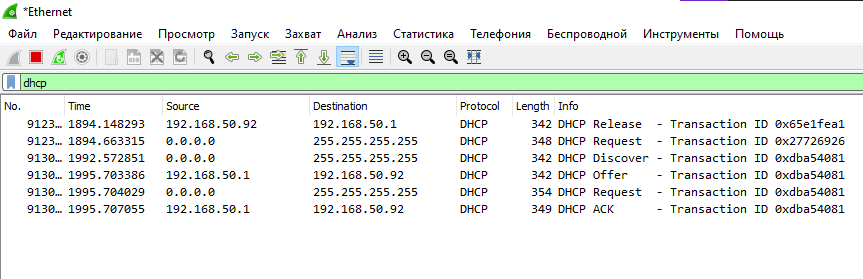 *Ethernet
Файл Редактирование Просмотр Запуск Захват Анализ Статистика Телефония Беспроводной Инструменты Помощь
dhcp
No. Time Source Destination Protocol Length Info
9123… 1894.148293 192.168.50.92 192.168.50.1 DHCP 342 DHCP Release - Transaction ID 0x65e1fea1
9123… 1894.663315 0.0.0.0 255.255.255.255 DHCP 348 DHCP Request - Transaction ID 0x27726926
9130… 1992.572851 0.0.0.0 255.255.255.255 DHCP 342 DHCP Discover - Transaction ID 0xdba54081
9130… 1995.703386 192.168.50.1 192.168.50.92 DHCP 342 DHCP Offer - Transaction ID 0xdba54081
9130… 1995.704029 0.0.0.0 255.255.255.255 DHCP 354 DHCP Request - Transaction ID 0xdba54081
9130… 1995.707055 192.168.50.1 192.168.50.92 DHCP 349 DHCP ACK - Transaction ID 0xdba54081